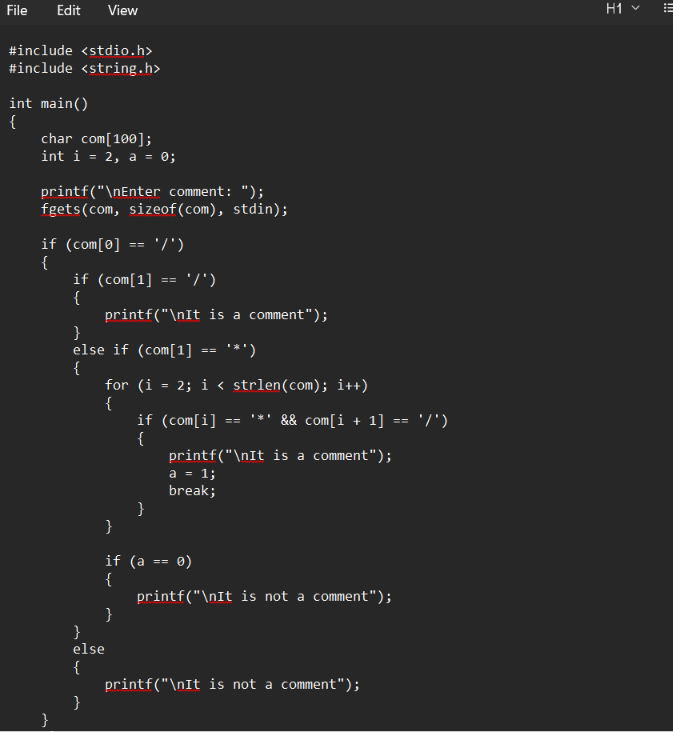 File Edit View H1
#include <stdio.h>
#include <string.h>
int main()
{
char com[100];
int i = 2, a = 0;
printf("\nEnter comment: ");
fgets(com, sizeof(com), stdin);
if (com[0] == '/')
{
if (com[1] == '/')
{
printf("\nIt is a comment");
}
else if (com[1] == '*')
{
for (i = 2; i < strlen(com); i++)
{
if (com[i] == '*' && com[i + 1] == '/')
{
printf("\nIt is a comment");
a = 1;
break;
}
}
if (a == 0)
{
printf("\nIt is not a comment");
}
}
else
{
printf("\nIt is not a comment");
}
}